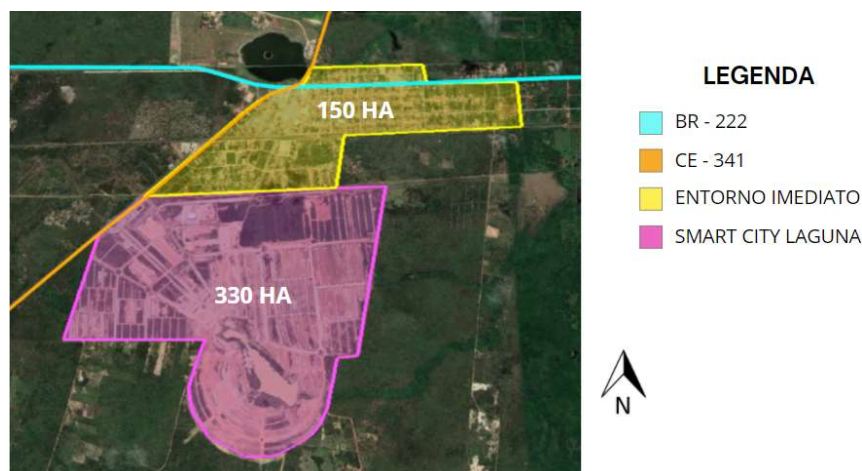 150 HA
330 HA
LEGENDA
BR - 222
CE - 341
ENTORNO IMEDIATO
SMART CITY LAGUNA
N